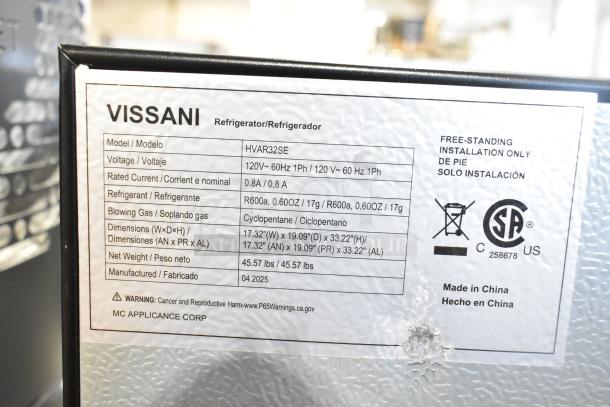 VISSANI Refrigerator/Refrigerador
Model / Modelo HVAR32SE
Voltage / Voltaje 120V~ 60Hz 1Ph / 120 V~ 60 Hz 1Ph
Rated Current / Corrient e nominal 0.8A / 0,8 A
Refrigerant / Refrigerante R600a, 0.60OZ / 17g / R600a, 0,60OZ / 17g
Blowing Gas / Soplando gas Cyclopentane / Ciclopentano
Dimensions (W×D×H) / 17.32"(W) x 19.09"(D) x 33.22"(H)/
Dimensiones (AN x PR x AL) 17.32" (AN) x 19.09" (PR) x 33.22" (AL)
Net Weight / Peso neto 45.57 lbs / 45.57 lbs
Manufactured / Fabricado 04.2025
WARNING: Cancer and Reproductive Harm-www.P65Warnings.ca.gov
MC APPLICANCE CORP
FREE-STANDING
INSTALLATION ONLY
DE PIE
SOLO INSTALACIÓN
C SA US
258678
Made in China
Hecho en China